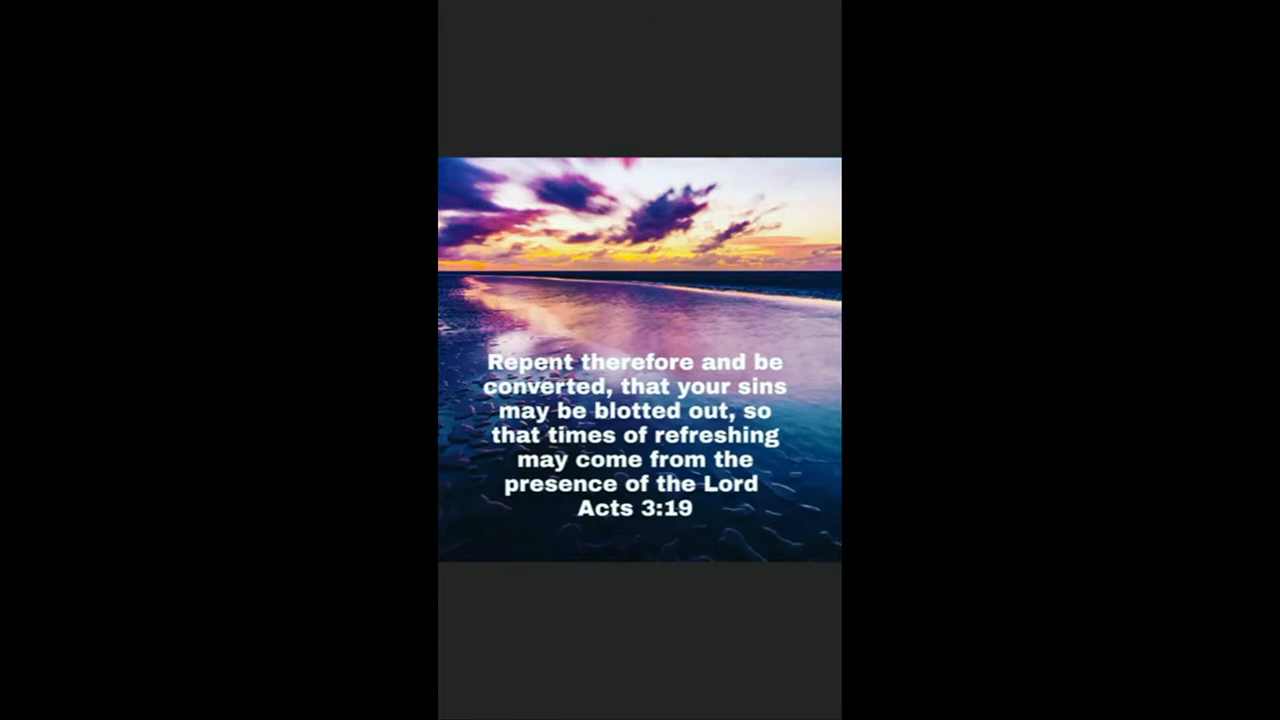 Repent therefore and be
converted, that your sins
may be blotted out, so
that times of refreshing
may come from the
presence of the Lord
Acts 3:19